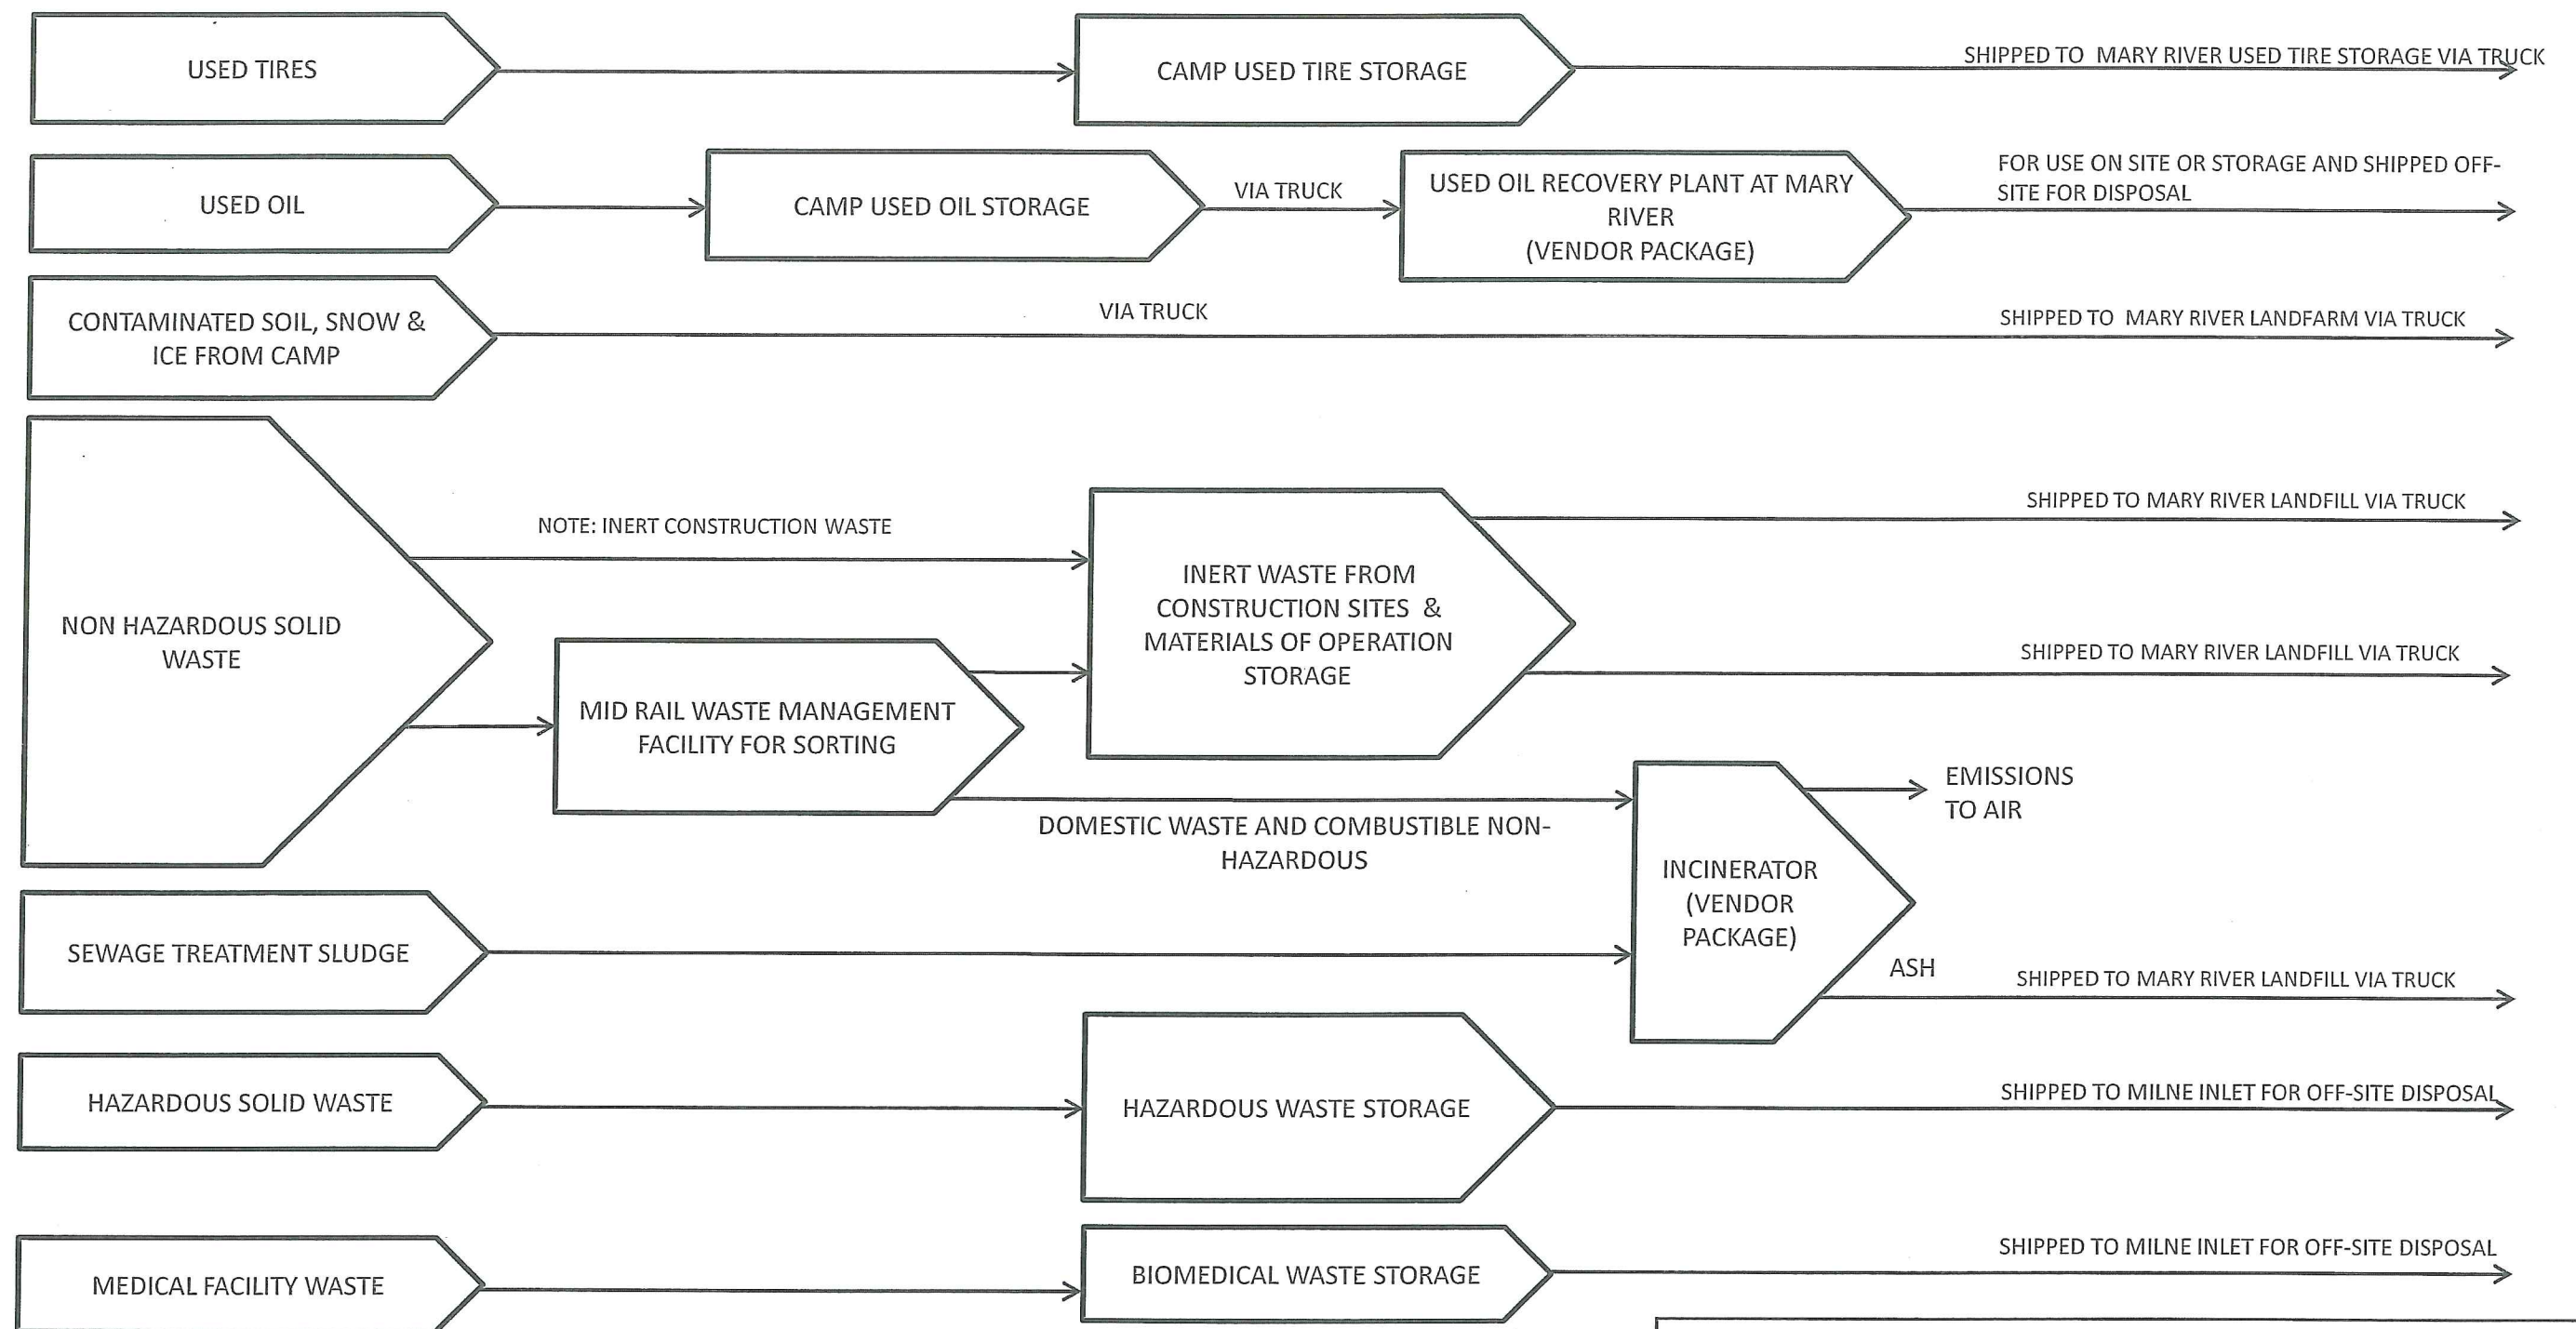 USED TIRES
CAMP USED TIRE STORAGE
SHIPPED TO MARY RIVER USED TIRE STORAGE VIA TRUCK
USED OIL
CAMP USED OIL STORAGE
VIA TRUCK
USED OIL RECOVERY PLANT AT MARY
RIVER
(VENDOR PACKAGE)
FOR USE ON SITE OR STORAGE AND SHIPPED OFF-
SITE FOR DISPOSAL
CONTAMINATED SOIL, SNOW &
ICE FROM CAMP
VIA TRUCK
SHIPPED TO MARY RIVER LANDFARM VIA TRUCK
NON HAZARDOUS SOLID
WASTE
NOTE: INERT CONSTRUCTION WASTE
MID RAIL WASTE MANAGEMENT
FACILITY FOR SORTING
INERT WASTE FROM
CONSTRUCTION SITES &
MATERIALS OF OPERATION
STORAGE
SHIPPED TO MARY RIVER LANDFILL VIA TRUCK
SHIPPED TO MARY RIVER LANDFILL VIA TRUCK
DOMESTIC WASTE AND COMBUSTIBLE NON-
HAZARDOUS
INCINERATOR
(VENDOR
PACKAGE)
EMISSIONS
TO AIR
SEWAGE TREATMENT SLUDGE
ASH
SHIPPED TO MARY RIVER LANDFILL VIA TRUCK
HAZARDOUS SOLID WASTE
HAZARDOUS WASTE STORAGE
SHIPPED TO MILNE INLET FOR OFF-SITE DISPOSAL
MEDICAL FACILITY WASTE
BIOMEDICAL WASTE STORAGE
SHIPPED TO MILNE INLET FOR OFF-SITE DISPOSAL